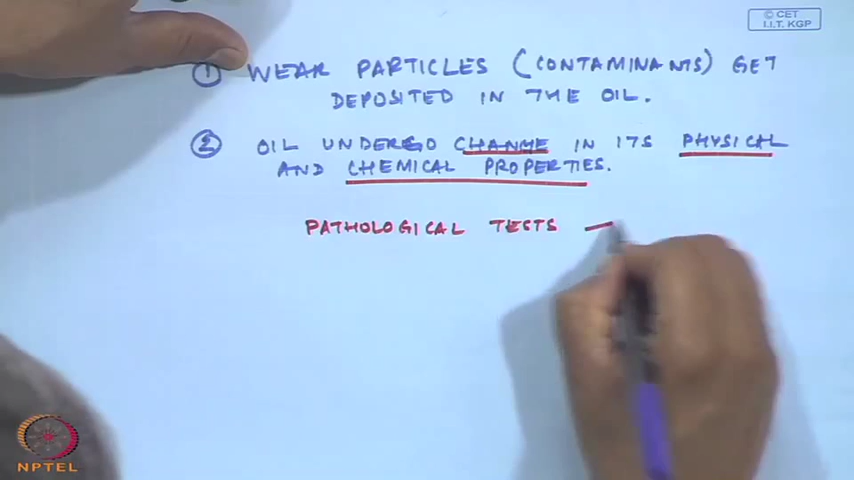 © CET
I.I.T. KGP
① WEAR PARTICLES (CONTAMINANTS) GET
DEPOSITED IN THE OIL.
② OIL UNDERGO CHANGE IN ITS PHYSICAL
AND CHEMICAL PROPERTIES.
PATHOLOGICAL TESTS —
NPTEL